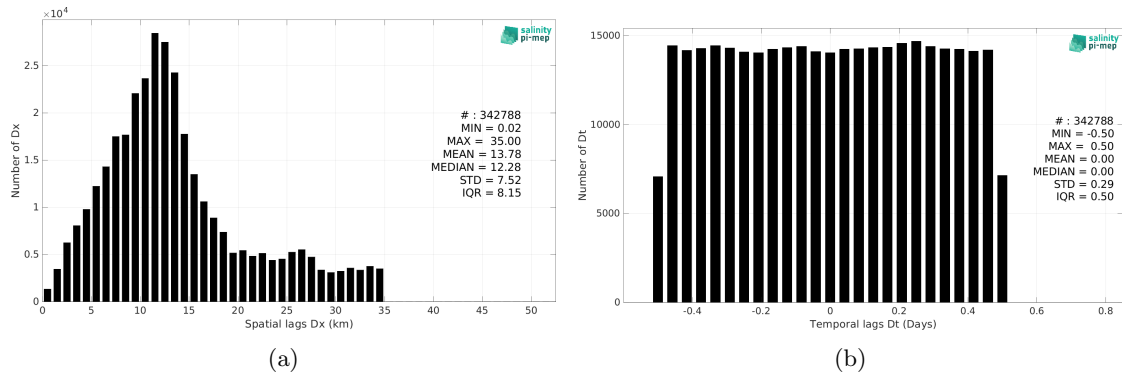 ×10⁴
2.5
2
1.5
1
0.5
0
0 5 10 15 20 25 30 35 40 45 50
Number of Dx
Spatial lags Dx (km)
salinity
pi-mep
# : 342788
MIN = 0.02
MAX = 35.00
MEAN = 13.78
MEDIAN = 12.28
STD = 7.52
IQR = 8.15
(a)
15000
10000
5000
0
-0.4 -0.2 0 0.2 0.4 0.6 0.8
Number of Dt
Temporal lags Dt (Days)
salinity
pi-mep
# : 342788
MIN = -0.50
MAX = 0.50
MEAN = 0.00
MEDIAN = 0.00
STD = 0.29
IQR = 0.50
(b)